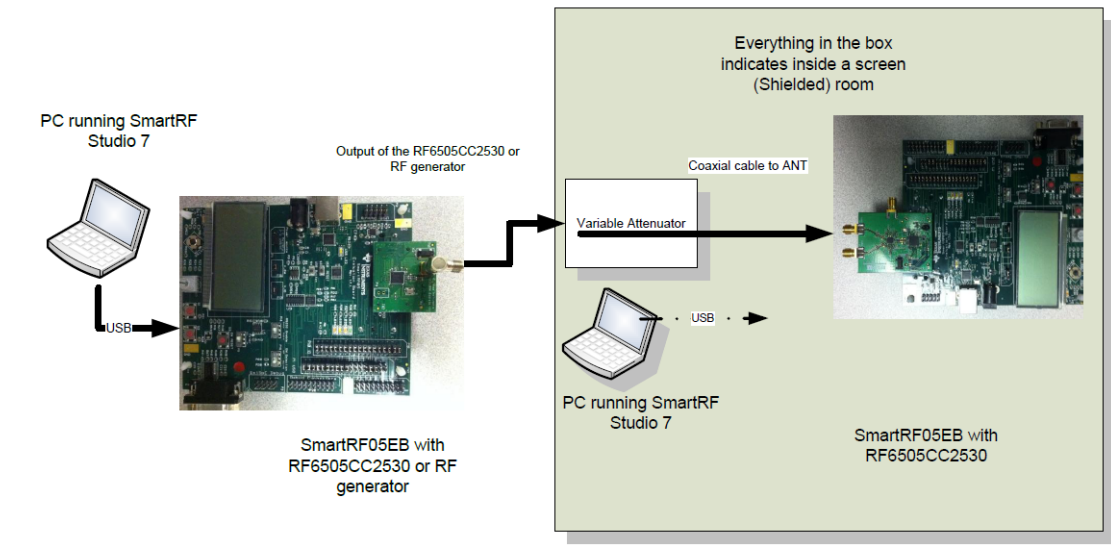 Everything in the box
indicates inside a screen
(Shielded) room
PC running SmartRF
Studio 7
Output of the RF6505CC2530 or
RF generator
Coaxial cable to ANT
Variable Attenuator
USB
USB
PC running SmartRF
Studio 7
SmartRF05EB with
RF6505CC2530 or RF
generator
SmartRF05EB with
RF6505CC2530